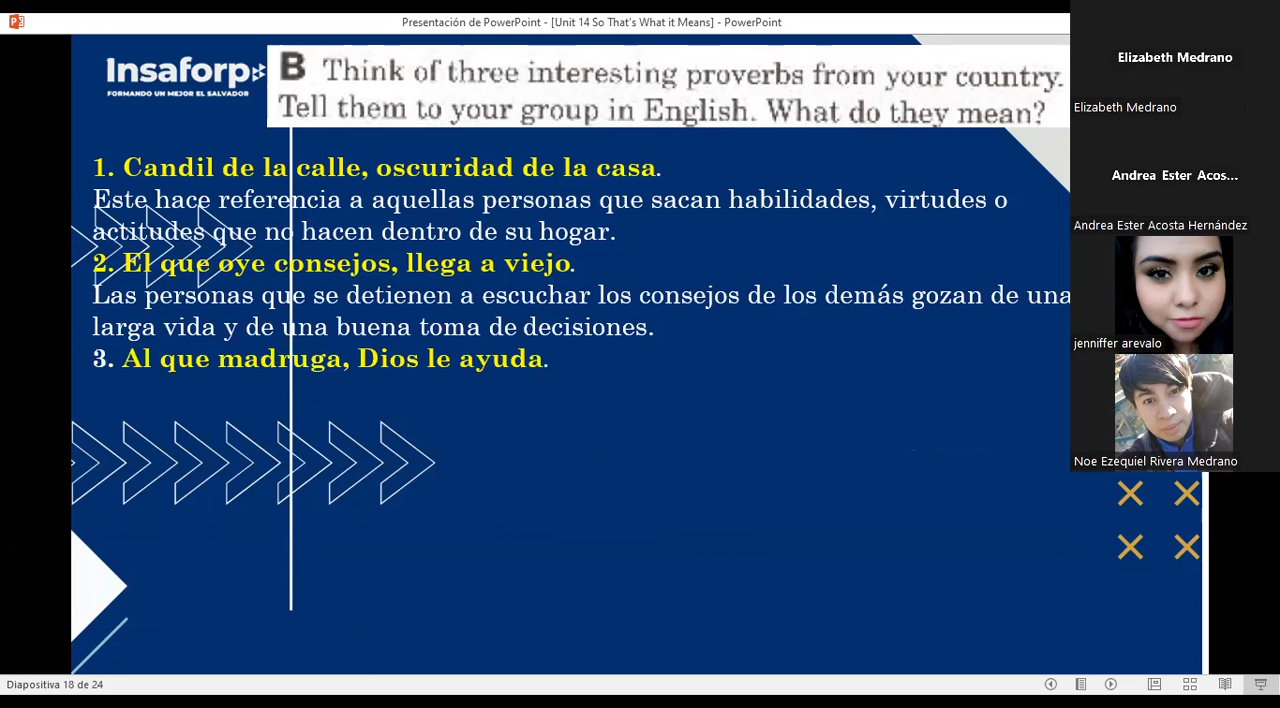 Presentación de PowerPoint - [Unit 14 So That's What it Means] - PowerPoint
Insaforp
FORMANDO UN MEJOR EL SALVADOR
B Think of three interesting proverbs from your country.
Tell them to your group in English. What do they mean?
1. Candil de la calle, oscuridad de la casa.
Este hace referencia a aquellas personas que sacan habilidades, virtudes o
actitudes que no hacen dentro de su hogar.
2. El que oye consejos, llega a viejo.
Las personas que se detienen a escuchar los consejos de los demás gozan de una
larga vida y de una buena toma de decisiones.
3. Al que madruga, Dios le ayuda.
Elizabeth Medrano
Elizabeth Medrano
Andrea Ester Acos...
Andrea Ester Acosta Hernández
jenniffer arevalo
Noe Ezequiel Rivera Medrano
Diapositiva 18 de 24